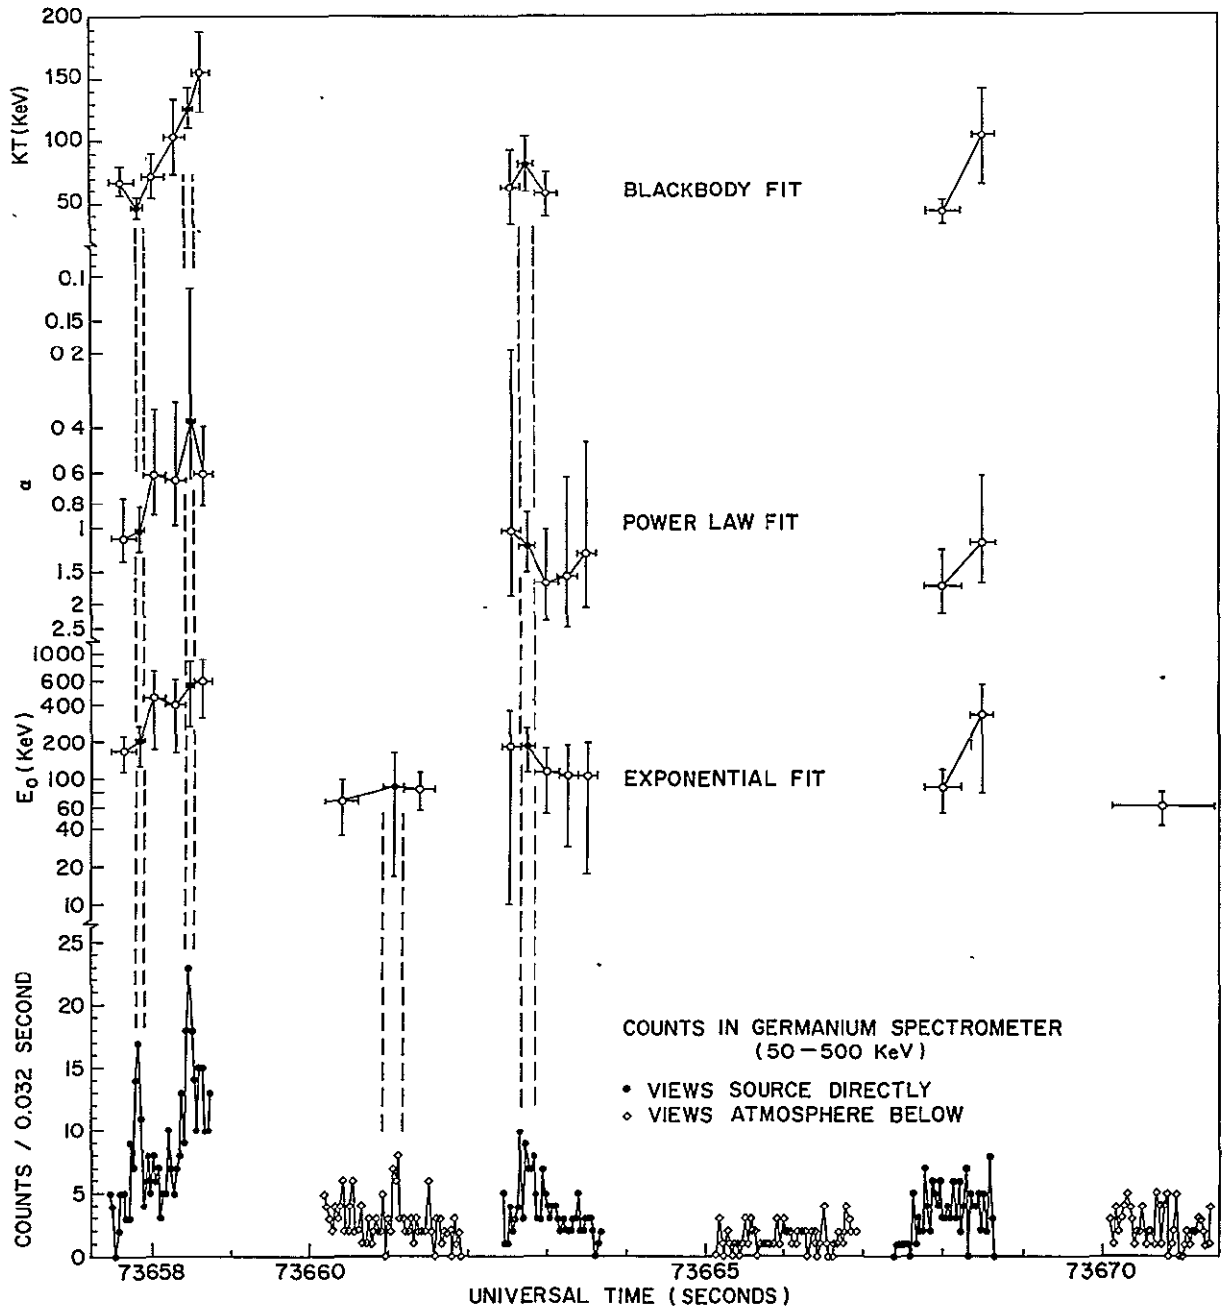 200
150
100
50
KT (KeV)
BLACKBODY FIT
0.1
0.15
0 2
0 4
0 6
0.8
1
1.5
2
2.5
α
POWER LAW FIT
1000
600
400
200
100
60
40
20
10
E₀ (KeV)
EXPONENTIAL FIT
25
20
15
10
5
0
COUNTS / 0.032 SECOND
COUNTS IN GERMANIUM SPECTROMETER
(50 – 500 KeV)
• VIEWS SOURCE DIRECTLY
◇ VIEWS ATMOSPHERE BELOW
73658 73660 73665 73670
UNIVERSAL TIME (SECONDS)